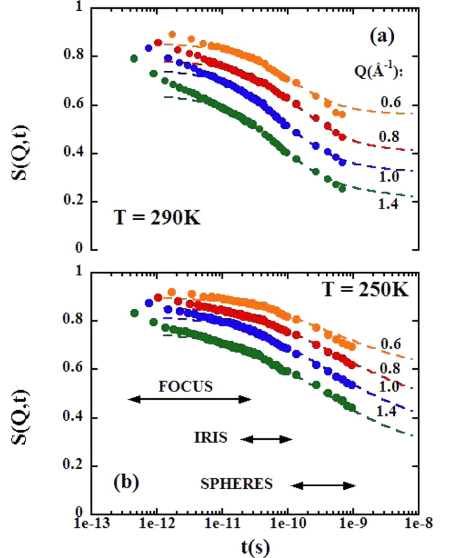 1
(a)
Q(Å⁻¹):
0.8
0.6
0.6
0.8
0.4
1.0
1.4
0.2
T = 290K
0
S(Q,t)
1
T = 250K
0.8
0.6
0.6
0.8
1.0
0.4
1.4
FOCUS
IRIS
0.2
(b)
SPHERES
0
S(Q,t)
1e-13 1e-12 1e-11 1e-10 1e-9 1e-8
t(s)